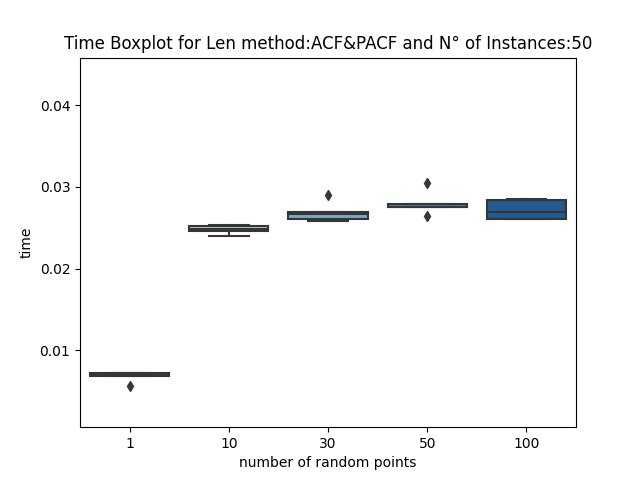 Time Boxplot for Len method:ACF&PACF and N° of Instances:50
0.04
0.03
0.02
0.01
time
1 10 30 50 100
number of random points